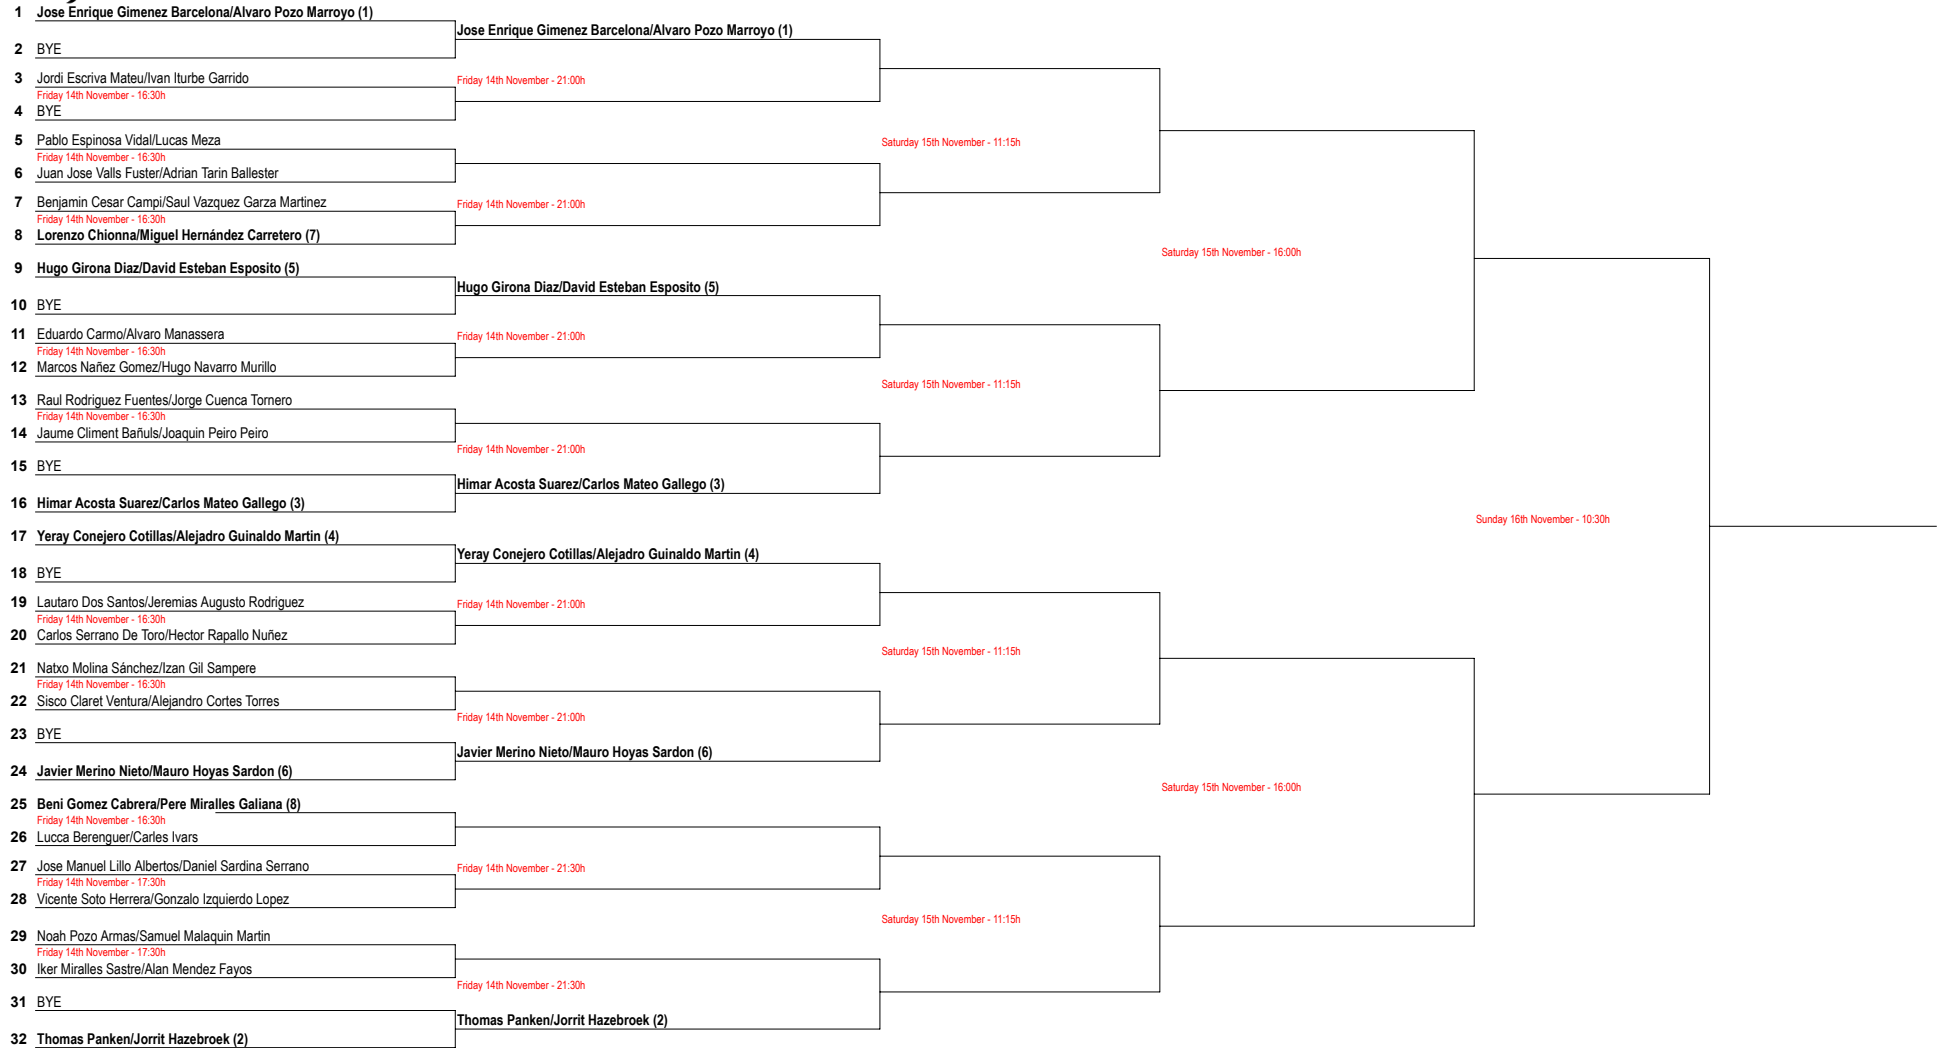 1 Jose Enrique Gimenez Barcelona/Alvaro Pozo Marroyo (1)
Jose Enrique Gimenez Barcelona/Alvaro Pozo Marroyo (1)
2 BYE
3 Jordi Escriva Mateu/Ivan Iturbe Garrido
Friday 14th November - 21:00h
Friday 14th November - 16:30h
4 BYE
5 Pablo Espinosa Vidal/Lucas Meza
Saturday 15th November - 11:15h
Friday 14th November - 16:30h
6 Juan Jose Valls Fuster/Adrian Tarin Ballester
7 Benjamin Cesar Campi/Saul Vazquez Garza Martinez
Friday 14th November - 21:00h
Friday 14th November - 16:30h
8 Lorenzo Chionna/Miguel Hernández Carretero (7)
Saturday 15th November - 16:00h
9 Hugo Girona Diaz/David Esteban Esposito (5)
Hugo Girona Diaz/David Esteban Esposito (5)
10 BYE
11 Eduardo Carmo/Alvaro Manassera
Friday 14th November - 21:00h
Friday 14th November - 16:30h
12 Marcos Nañez Gomez/Hugo Navarro Murillo
Saturday 15th November - 11:15h
13 Raul Rodriguez Fuentes/Jorge Cuenca Tornero
Friday 14th November - 16:30h
14 Jaume Climent Bañuls/Joaquin Peiro Peiro
Friday 14th November - 21:00h
15 BYE
Himar Acosta Suarez/Carlos Mateo Gallego (3)
16 Himar Acosta Suarez/Carlos Mateo Gallego (3)
Sunday 16th November - 10:30h
17 Yeray Conejero Cotillas/Alejadro Guinaldo Martin (4)
Yeray Conejero Cotillas/Alejadro Guinaldo Martin (4)
18 BYE
19 Lautaro Dos Santos/Jeremias Augusto Rodriguez
Friday 14th November - 21:00h
Friday 14th November - 16:30h
20 Carlos Serrano De Toro/Hector Rapallo Nuñez
Saturday 15th November - 11:15h
21 Natxo Molina Sánchez/Izan Gil Sampere
Friday 14th November - 16:30h
22 Sisco Claret Ventura/Alejandro Cortes Torres
Friday 14th November - 21:00h
23 BYE
Javier Merino Nieto/Mauro Hoyas Sardon (6)
24 Javier Merino Nieto/Mauro Hoyas Sardon (6)
Saturday 15th November - 16:00h
25 Beni Gomez Cabrera/Pere Miralles Galiana (8)
Friday 14th November - 16:30h
26 Lucca Berenguer/Carles Ivars
27 Jose Manuel Lillo Albertos/Daniel Sardina Serrano
Friday 14th November - 21:30h
Friday 14th November - 17:30h
28 Vicente Soto Herrera/Gonzalo Izquierdo Lopez
Saturday 15th November - 11:15h
29 Noah Pozo Armas/Samuel Malaquin Martin
Friday 14th November - 17:30h
30 Iker Miralles Sastre/Alan Mendez Fayos
Friday 14th November - 21:30h
31 BYE
Thomas Panken/Jorrit Hazebroek (2)
32 Thomas Panken/Jorrit Hazebroek (2)